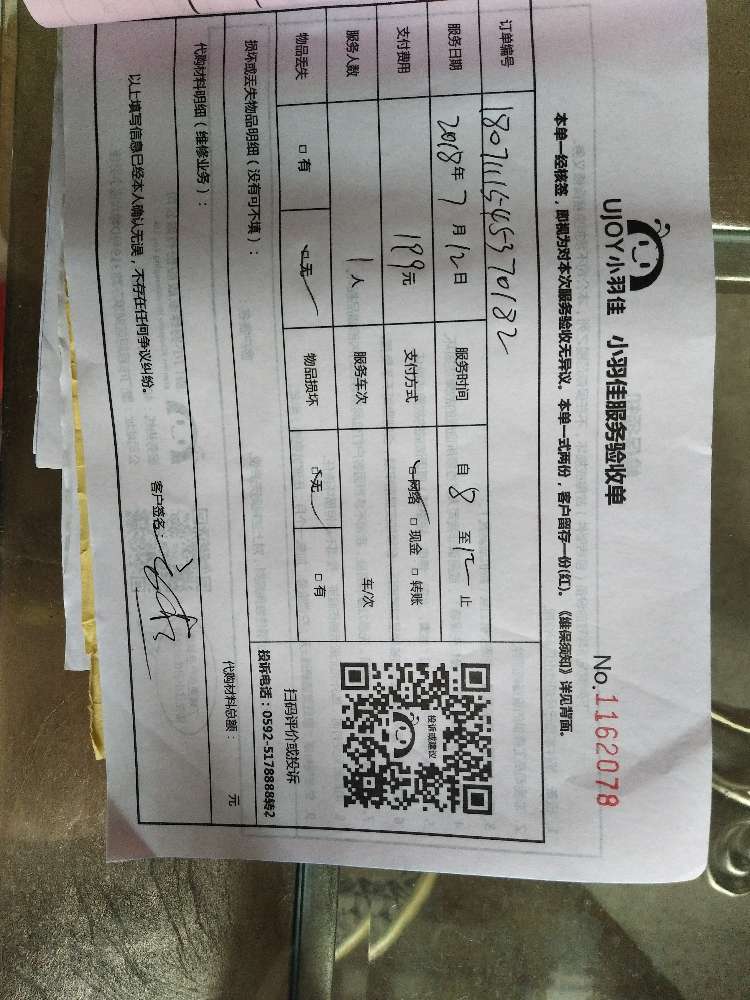 UJOY小羽佳 小羽佳服务验收单
No.1162078
本单一经核签，即视为对本次服务验收无异议。本单一式两份，客户留存一份(红)。《维保须知》详见背面。
订单编号 1807111545370182
服务日期 2018年 7 月 12 日 服务时间 自 8 至 12 止
支付费用 199元 支付方式 ☑网络 □现金 □转账
服务人数 1 人 服务车次 车/次
物品丢失 □有 ☑无 物品损坏 ☑无 □有
投诉或建议
扫码评价或投诉
投诉电话：0592-5178888转2
损坏或丢失物品明细（没有可不填）：
代购材料明细（维修业务）： 代购材料总额： 元
以上填写信息已经本人确认无误，不存在任何争议纠纷。 客户签名：